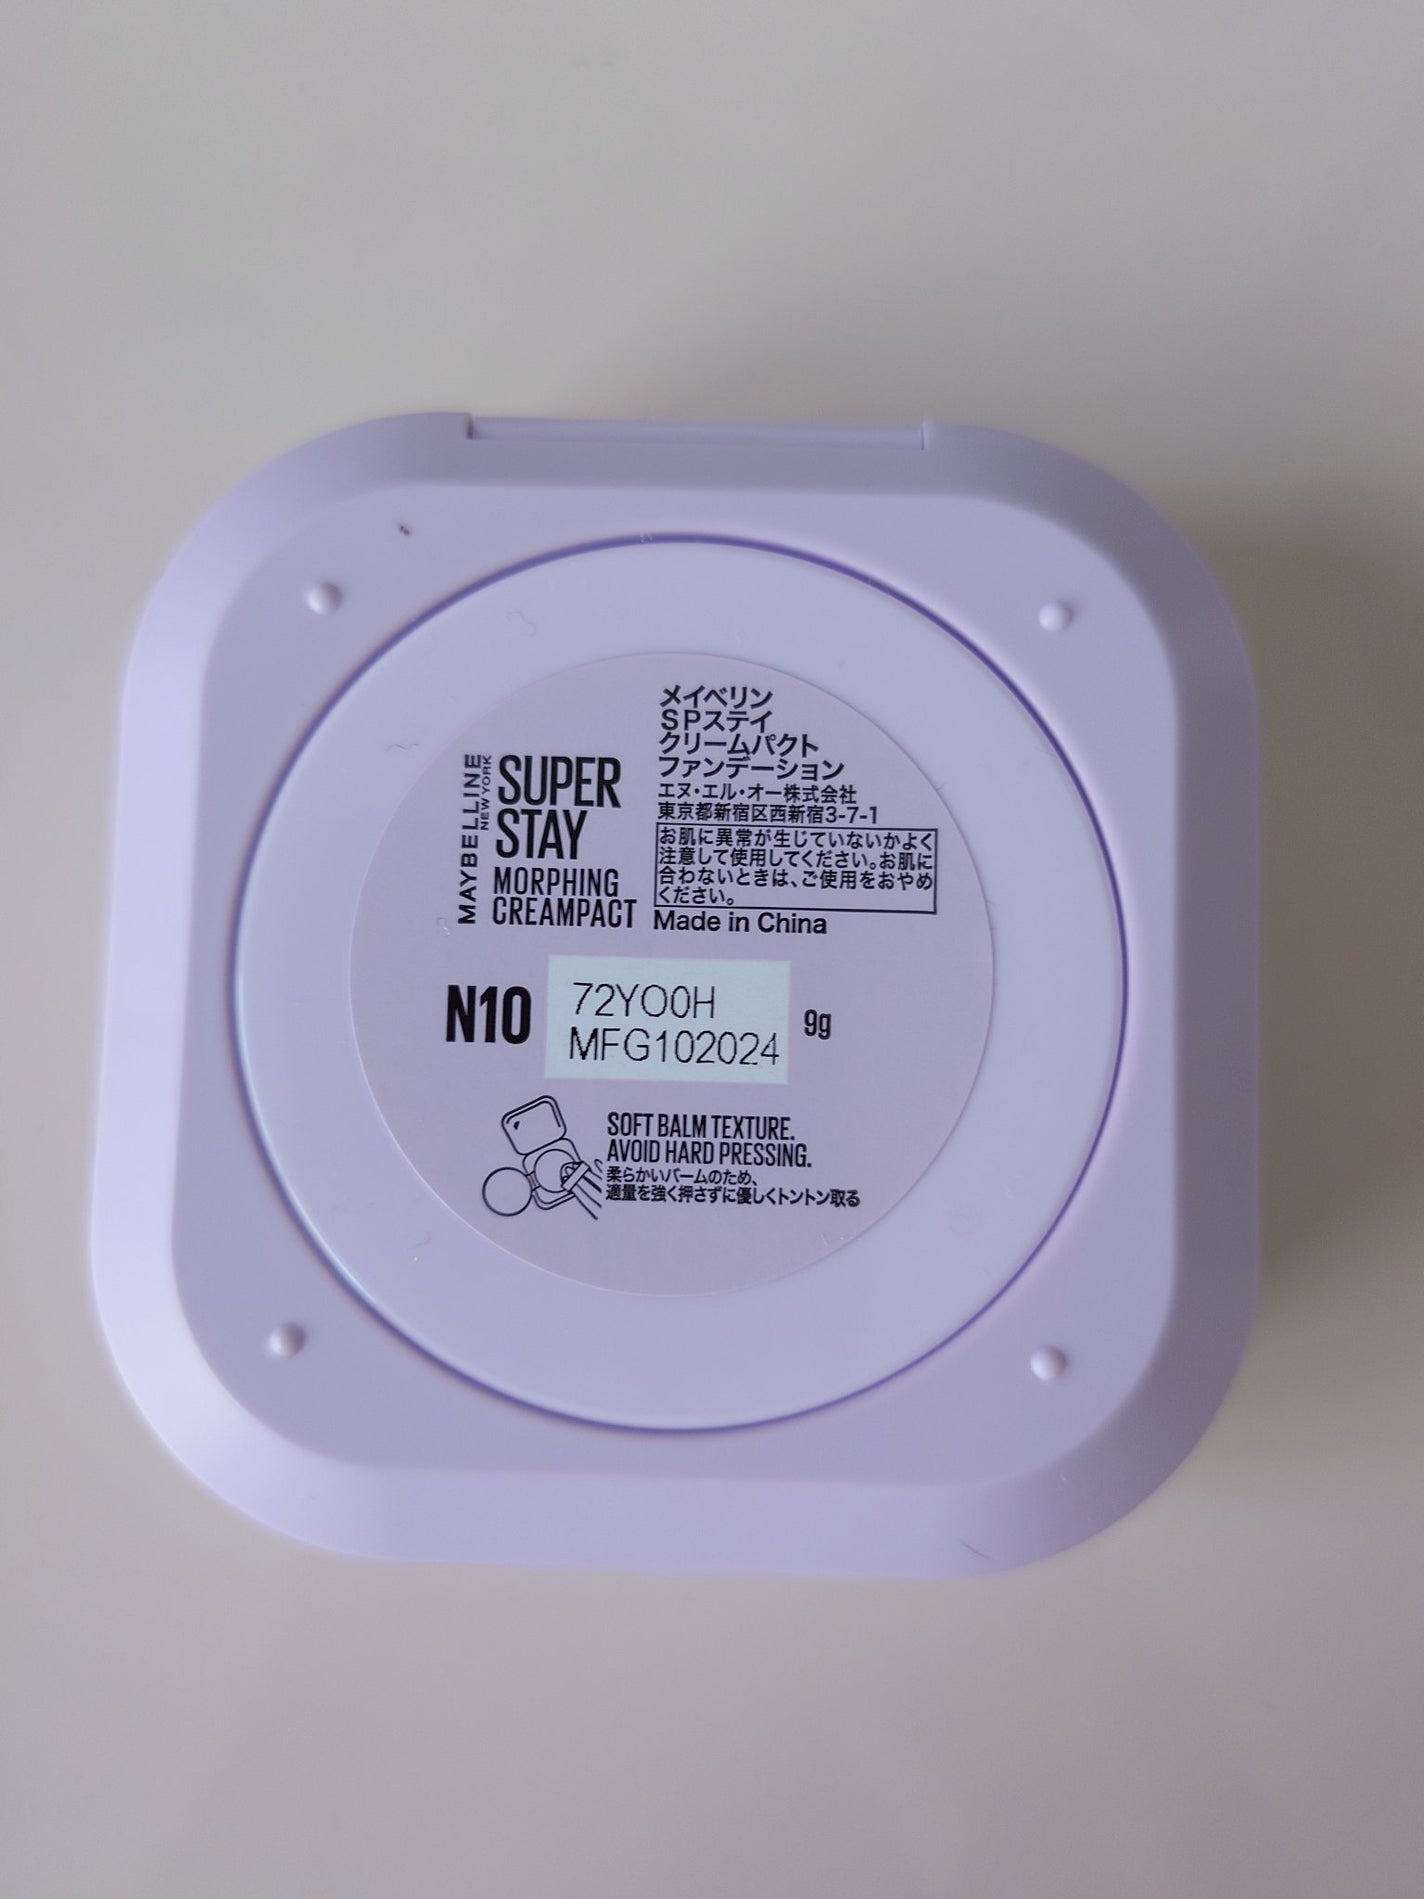 MAYBELLINE
NEW YORK
SUPER
STAY
MORPHING
CREAMPACT
メイベリン
SPステイ
クリームパクト
ファンデーション
エヌ・エル・オー株式会社
東京都新宿区西新宿3-7-1
お肌に異常が生じていないかよく
注意して使用してください。お肌に
合わないときは、ご使用をおやめ
ください。
Made in China
N10
72YO0H
MFG102024
9g
SOFT BALM TEXTURE.
AVOID HARD PRESSING.
柔らかいバームのため、
適量を強く押さずに優しくトントン取る